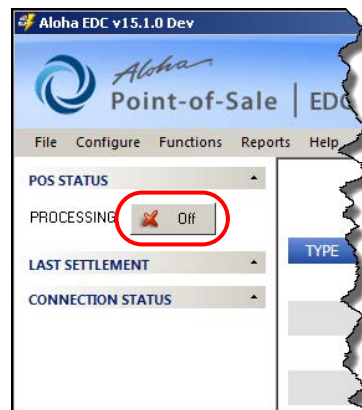 Aloha EDC v15.1.0 Dev
Aloha
Point-of-Sale | EDC
File Configure Functions Reports Help
POS STATUS
PROCESSING Off
TYPE
LAST SETTLEMENT
CONNECTION STATUS